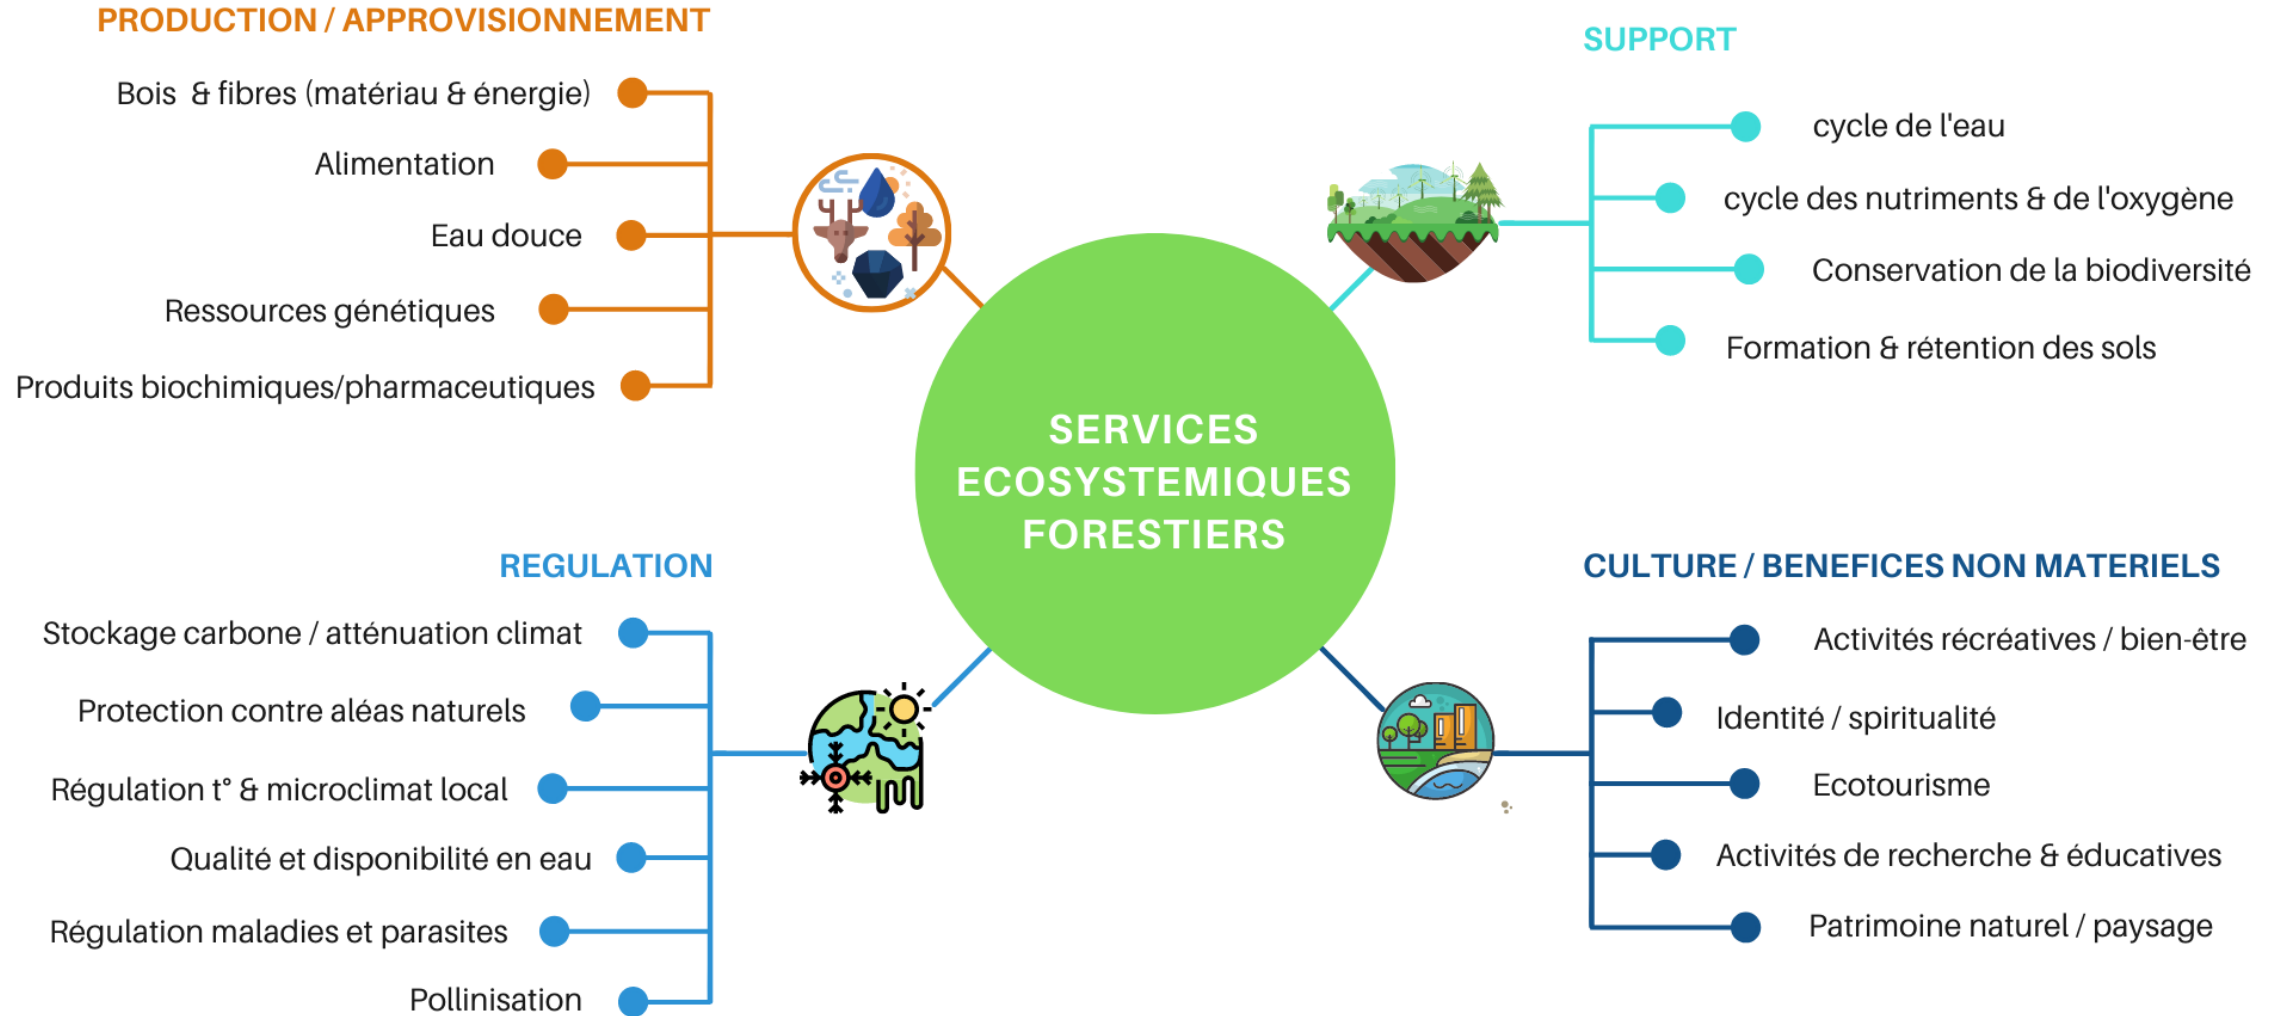 PRODUCTION / APPROVISIONNEMENT
Bois & fibres (matériau & énergie)
Alimentation
Eau douce
Ressources génétiques
Produits biochimiques/pharmaceutiques
SUPPORT
cycle de l'eau
cycle des nutriments & de l'oxygène
Conservation de la biodiversité
Formation & rétention des sols
SERVICES
ECOSYSTEMIQUES
FORESTIERS
REGULATION
Stockage carbone / atténuation climat
Protection contre aléas naturels
Régulation t° & microclimat local
Qualité et disponibilité en eau
Régulation maladies et parasites
Pollinisation
CULTURE / BENEFICES NON MATERIELS
Activités récréatives / bien-être
Identité / spiritualité
Ecotourisme
Activités de recherche & éducatives
Patrimoine naturel / paysage